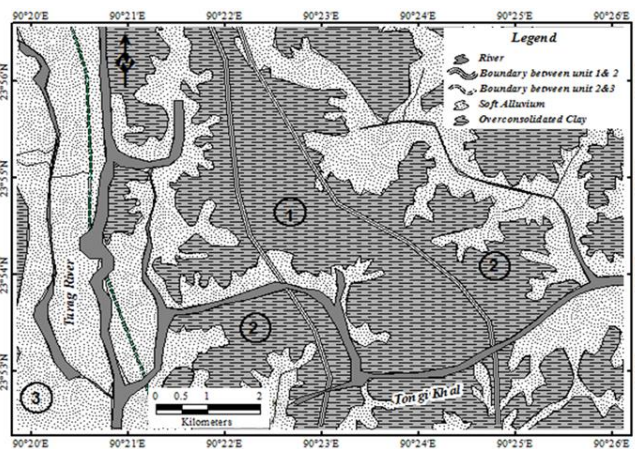 90°20'E 90°21'E 90°22'E 90°23'E 90°24'E 90°25'E 90°26'E
N
Legend
River
Boundary between unit 1& 2
Boundary between unit 2&3
Soft Alluvium
Overconsolidated Clay
23°56'N
23°55'N
23°54'N
23°53'N
1
2
2
3
Turag River
Tongi Khal
0 0.5 1 2
Kilometers
90°20'E 90°21'E 90°22'E 90°23'E 90°24'E 90°25'E 90°26'E